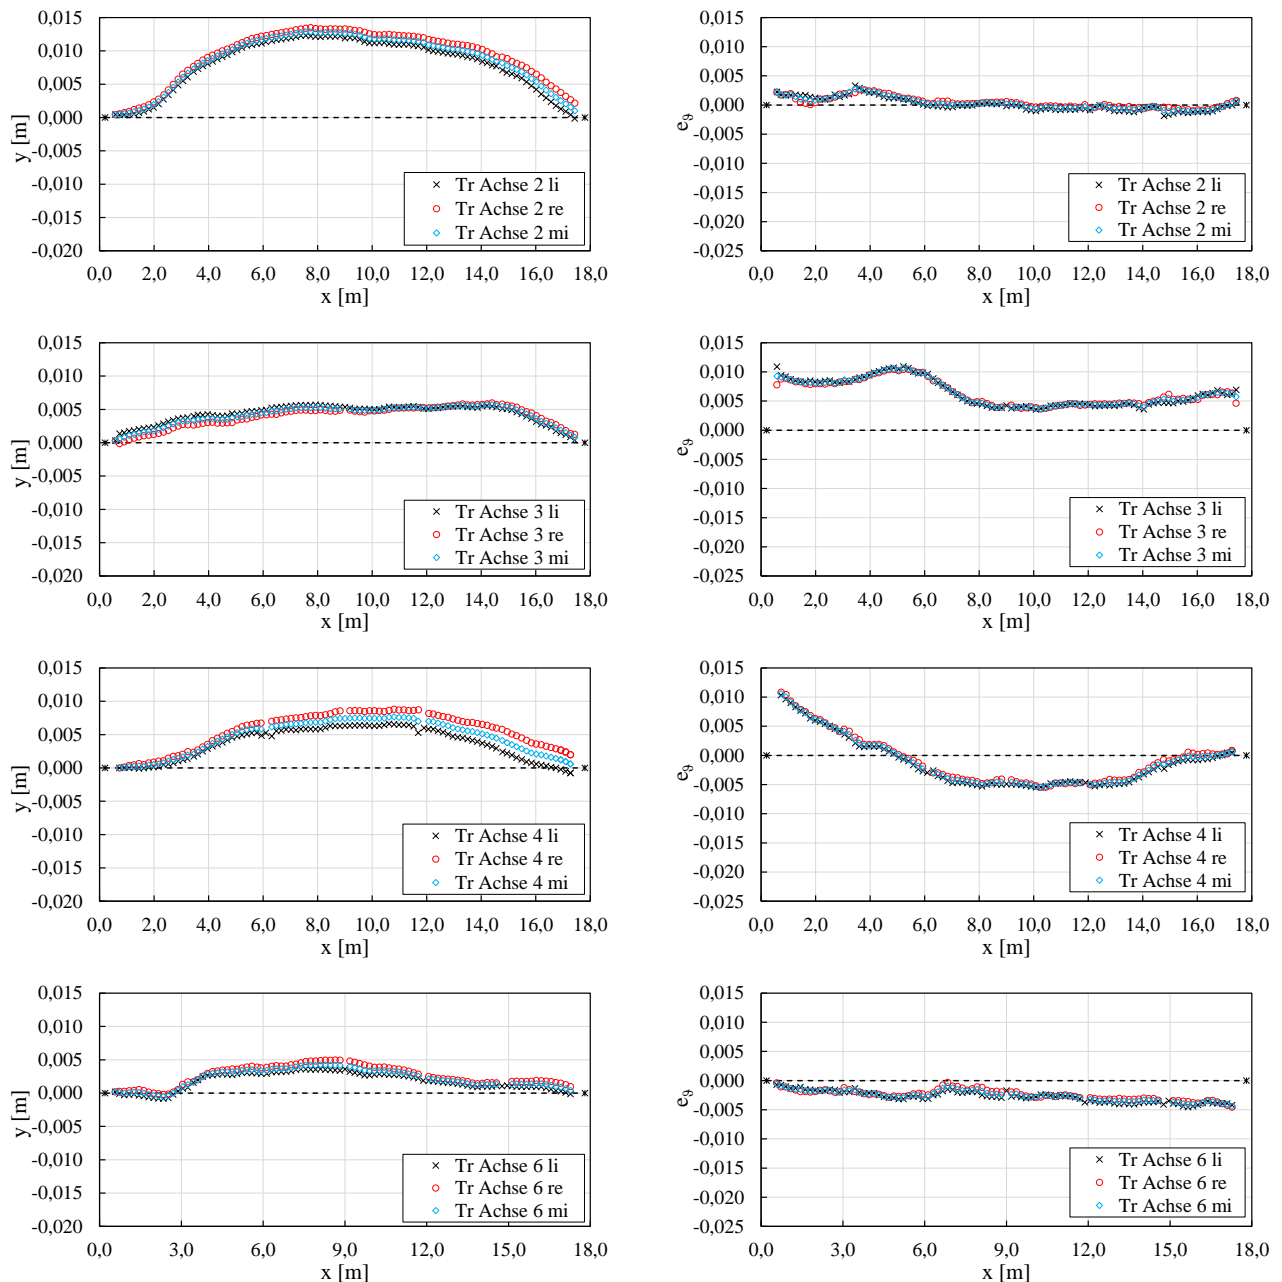 0,015
0,010
0,005
0,000
-0,005
-0,010
-0,015
-0,020
y [m]
0,0 2,0 4,0 6,0 8,0 10,0 12,0 14,0 16,0 18,0
x [m]
Tr Achse 2 li
Tr Achse 2 re
Tr Achse 2 mi
0,015
0,010
0,005
0,000
-0,005
-0,010
-0,015
-0,020
-0,025
eϑ
0,0 2,0 4,0 6,0 8,0 10,0 12,0 14,0 16,0 18,0
x [m]
Tr Achse 2 li
Tr Achse 2 re
Tr Achse 2 mi
0,015
0,010
0,005
0,000
-0,005
-0,010
-0,015
-0,020
y [m]
0,0 2,0 4,0 6,0 8,0 10,0 12,0 14,0 16,0 18,0
x [m]
Tr Achse 3 li
Tr Achse 3 re
Tr Achse 3 mi
0,015
0,010
0,005
0,000
-0,005
-0,010
-0,015
-0,020
-0,025
eϑ
0,0 2,0 4,0 6,0 8,0 10,0 12,0 14,0 16,0 18,0
x [m]
Tr Achse 3 li
Tr Achse 3 re
Tr Achse 3 mi
0,015
0,010
0,005
0,000
-0,005
-0,010
-0,015
-0,020
y [m]
0,0 2,0 4,0 6,0 8,0 10,0 12,0 14,0 16,0 18,0
x [m]
Tr Achse 4 li
Tr Achse 4 re
Tr Achse 4 mi
0,015
0,010
0,005
0,000
-0,005
-0,010
-0,015
-0,020
-0,025
eϑ
0,0 2,0 4,0 6,0 8,0 10,0 12,0 14,0 16,0 18,0
x [m]
Tr Achse 4 li
Tr Achse 4 re
Tr Achse 4 mi
0,015
0,010
0,005
0,000
-0,005
-0,010
-0,015
-0,020
y [m]
0,0 3,0 6,0 9,0 12,0 15,0 18,0
x [m]
Tr Achse 6 li
Tr Achse 6 re
Tr Achse 6 mi
0,015
0,010
0,005
0,000
-0,005
-0,010
-0,015
-0,020
-0,025
eϑ
0,0 3,0 6,0 9,0 12,0 15,0 18,0
x [m]
Tr Achse 6 li
Tr Achse 6 re
Tr Achse 6 mi